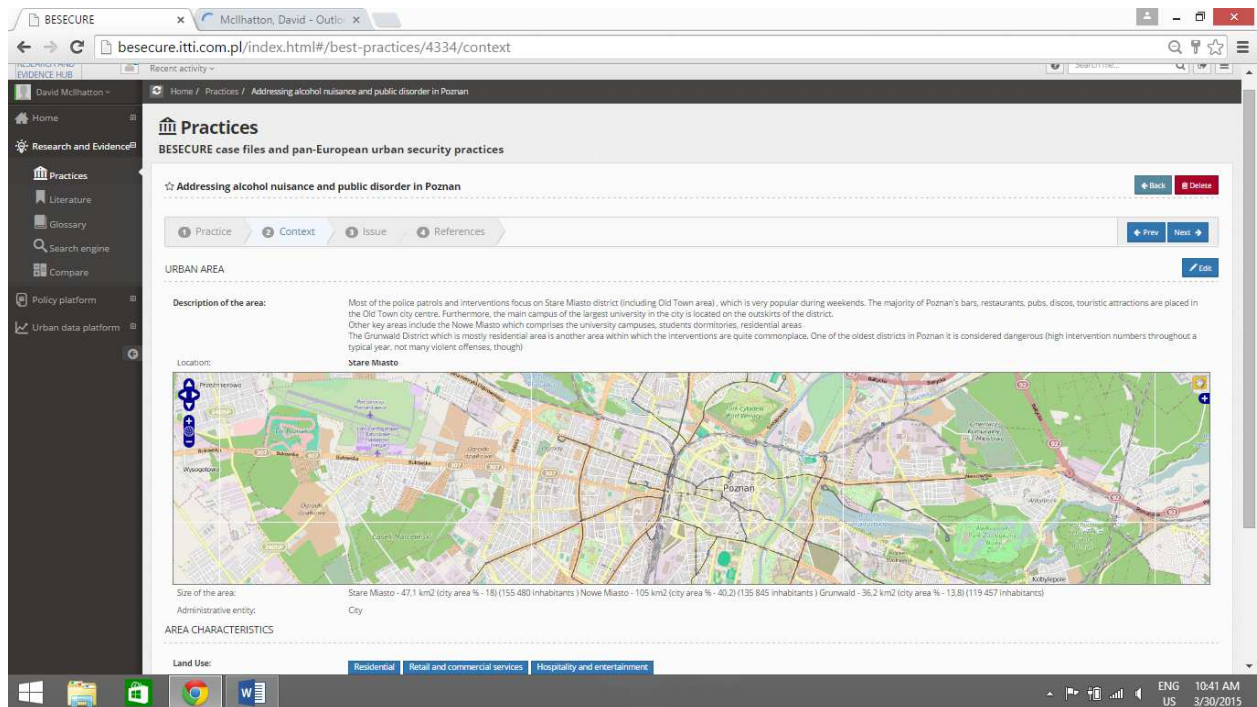 BESECURE
McIlhatton, David - Outlo
besecure.itti.com.pl/index.html#/best-practices/4334/context
RESEARCH AND
EVIDENCE HUB
Recent activity
Search me...
David McIlhatton
Home / Practices / Addressing alcohol nuisance and public disorder in Poznan
Home
Research and Evidence
Practices
Literature
Glossary
Search engine
Compare
Policy platform
Urban data platform
Practices
BESECURE case files and pan-European urban security practices
Addressing alcohol nuisance and public disorder in Poznan
Back
Delete
1 Practice
2 Context
3 Issue
4 References
Prev
Next
URBAN AREA
Edit
Description of the area:
Most of the police patrols and interventions focus on Stare Miasto district (including Old Town area) , which is very popular during weekends. The majority of Poznan's bars, restaurants, pubs, discos, touristic attractions are placed in
the Old Town city centre. Furthermore, the main campus of the largest university in the city is located on the outskirts of the district.
Other key areas include the Nowe Miasto which comprises the university campuses, students dormitories, residential areas
The Grunwald District which is mostly residential area is another area within which the interventions are quite commonplace. One of the oldest districts in Poznan it is considered dangerous (high intervention numbers throughout a
typical year, not many violent offenses, though)
Location:
Stare Miasto
Przeźmierowo
Wysogotowo
Bukowska
307
Poznan
92
Kobylepole
Size of the area:
Stare Miasto - 47,1 km2 (city area % - 18) (155 480 inhabitants ) Nowe Miasto - 105 km2 (city area % - 40,2) (135 845 inhabitants ) Grunwald - 36,2 km2 (city area % - 13,8) (119 457 inhabitants)
Administrative entity:
City
AREA CHARACTERISTICS
Land Use:
Residential
Retail and commercial services
Hospitality and entertainment
ENG
US
10:41 AM
3/30/2015